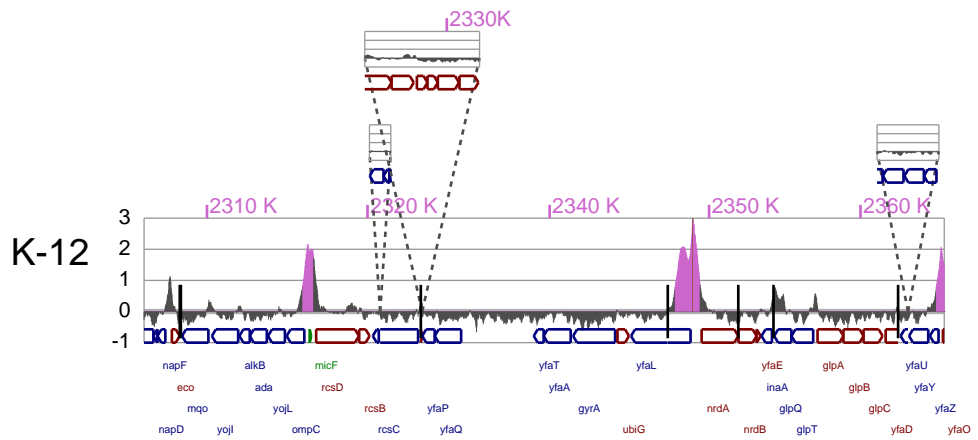 2330K
2310 K 2320 K 2340 K 2350 K 2360 K
K-12
3
2
1
0
-1
napF alkB micF yfaT yfaL yfaE glpA yfaU
eco ada rcsD yfaA inaA glpB yfaY
mqo yojL rcsB yfaP gyrA nrdA glpQ glpC yfaZ
napD yojI ompC rcsC yfaQ ubiG nrdB glpT yfaD yfaO